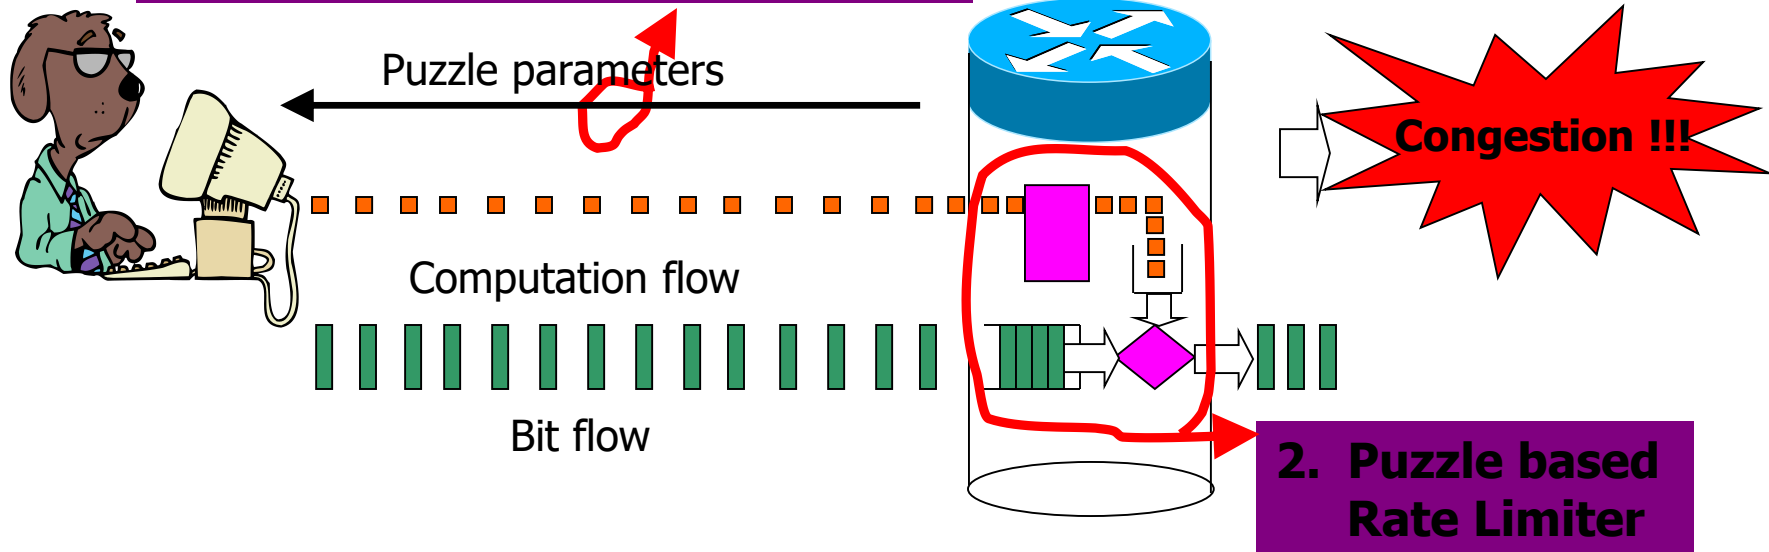 Puzzle parameters
Congestion !!!
Computation flow
Bit flow
2. Puzzle based
Rate Limiter